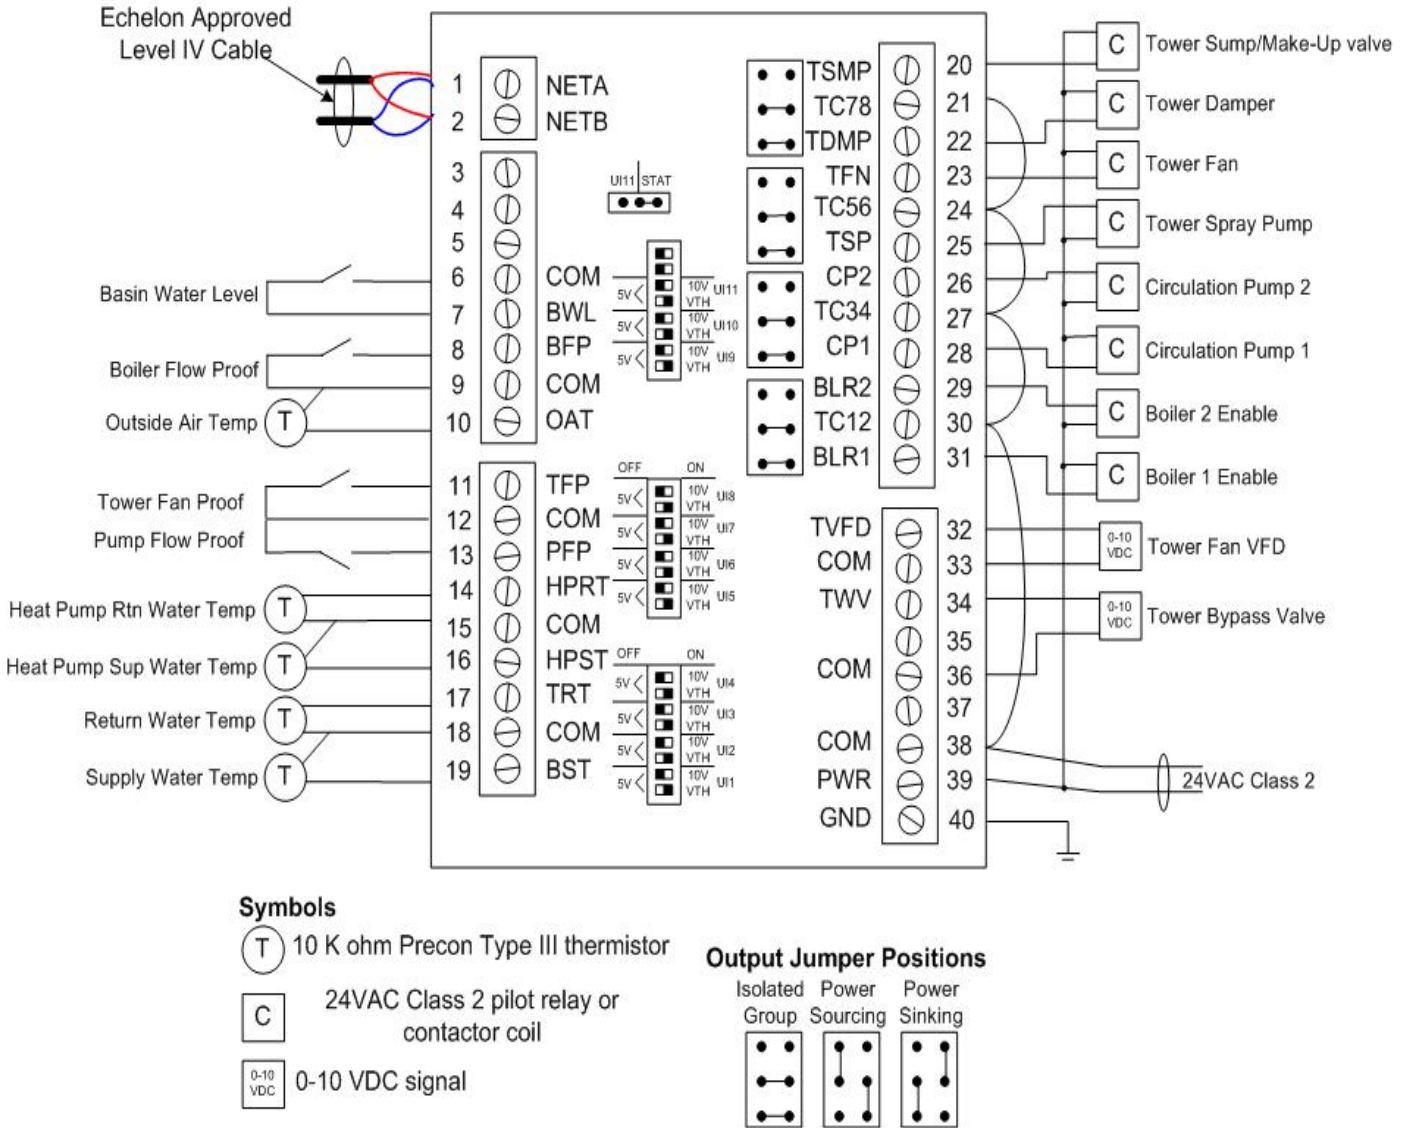 Echelon Approved
Level IV Cable
1 NETA
2 NETB
3
4
5
6 COM
7 BWL
8 BFP
9 COM
10 OAT
11 TFP
12 COM
13 PFP
14 HPRT
15 COM
16 HPST
17 TRT
18 COM
19 BST
Basin Water Level
Boiler Flow Proof
Outside Air Temp T
Tower Fan Proof
Pump Flow Proof
Heat Pump Rtn Water Temp T
Heat Pump Sup Water Temp T
Return Water Temp T
Supply Water Temp T
UI11 STAT
5V< 10V VTH UI11
5V< 10V VTH UI10
5V< 10V VTH UI9
OFF ON
5V< 10V VTH UI8
5V< 10V VTH UI7
5V< 10V VTH UI6
5V< 10V VTH UI5
OFF ON
5V< 10V VTH UI4
5V< 10V VTH UI3
5V< 10V VTH UI2
5V< 10V VTH UI1
TSMP 20
TC78 21
TDMP 22
TFN 23
TC56 24
TSP 25
CP2 26
TC34 27
CP1 28
BLR2 29
TC12 30
BLR1 31
TVFD 32
COM 33
TWV 34
35
COM 36
37
COM 38
PWR 39
GND 40
C Tower Sump/Make-Up valve
C Tower Damper
C Tower Fan
C Tower Spray Pump
C Circulation Pump 2
C Circulation Pump 1
C Boiler 2 Enable
C Boiler 1 Enable
0-10 VDC Tower Fan VFD
0-10 VDC Tower Bypass Valve
24VAC Class 2
Symbols
T 10 K ohm Precon Type III thermistor
C 24VAC Class 2 pilot relay or
contactor coil
0-10 VDC 0-10 VDC signal
Output Jumper Positions
Isolated Power Power
Group Sourcing Sinking